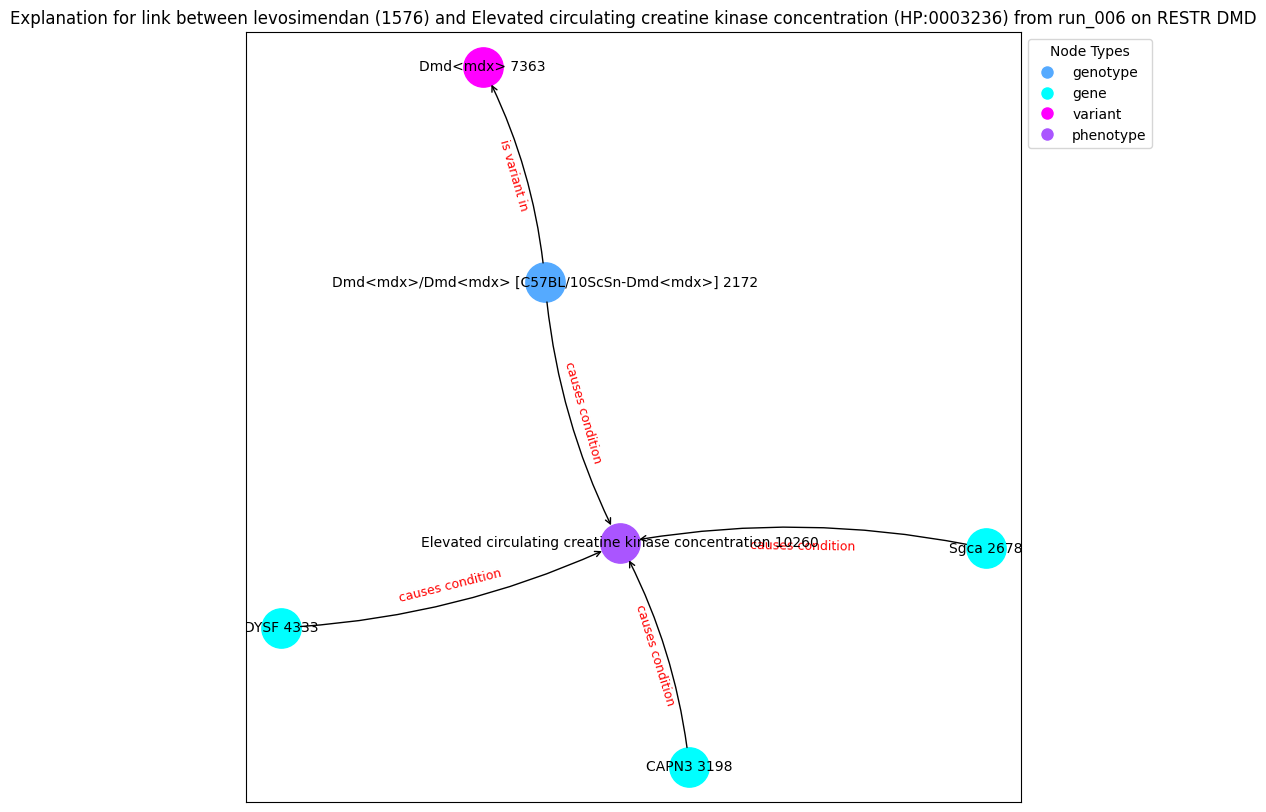 Explanation for link between levosimendan (1576) and Elevated circulating creatine kinase concentration (HP:0003236) from run_006 on RESTR DMD
Node Types
genotype
gene
variant
phenotype
Dmd<mdx> 7363
is variant in
Dmd<mdx>/Dmd<mdx> [C57BL/10ScSn-Dmd<mdx>] 2172
causes condition
Elevated circulating creatine kinase concentration 10260
causes condition
Sgca 2678
causes condition
DYSF 4333
causes condition
CAPN3 3198